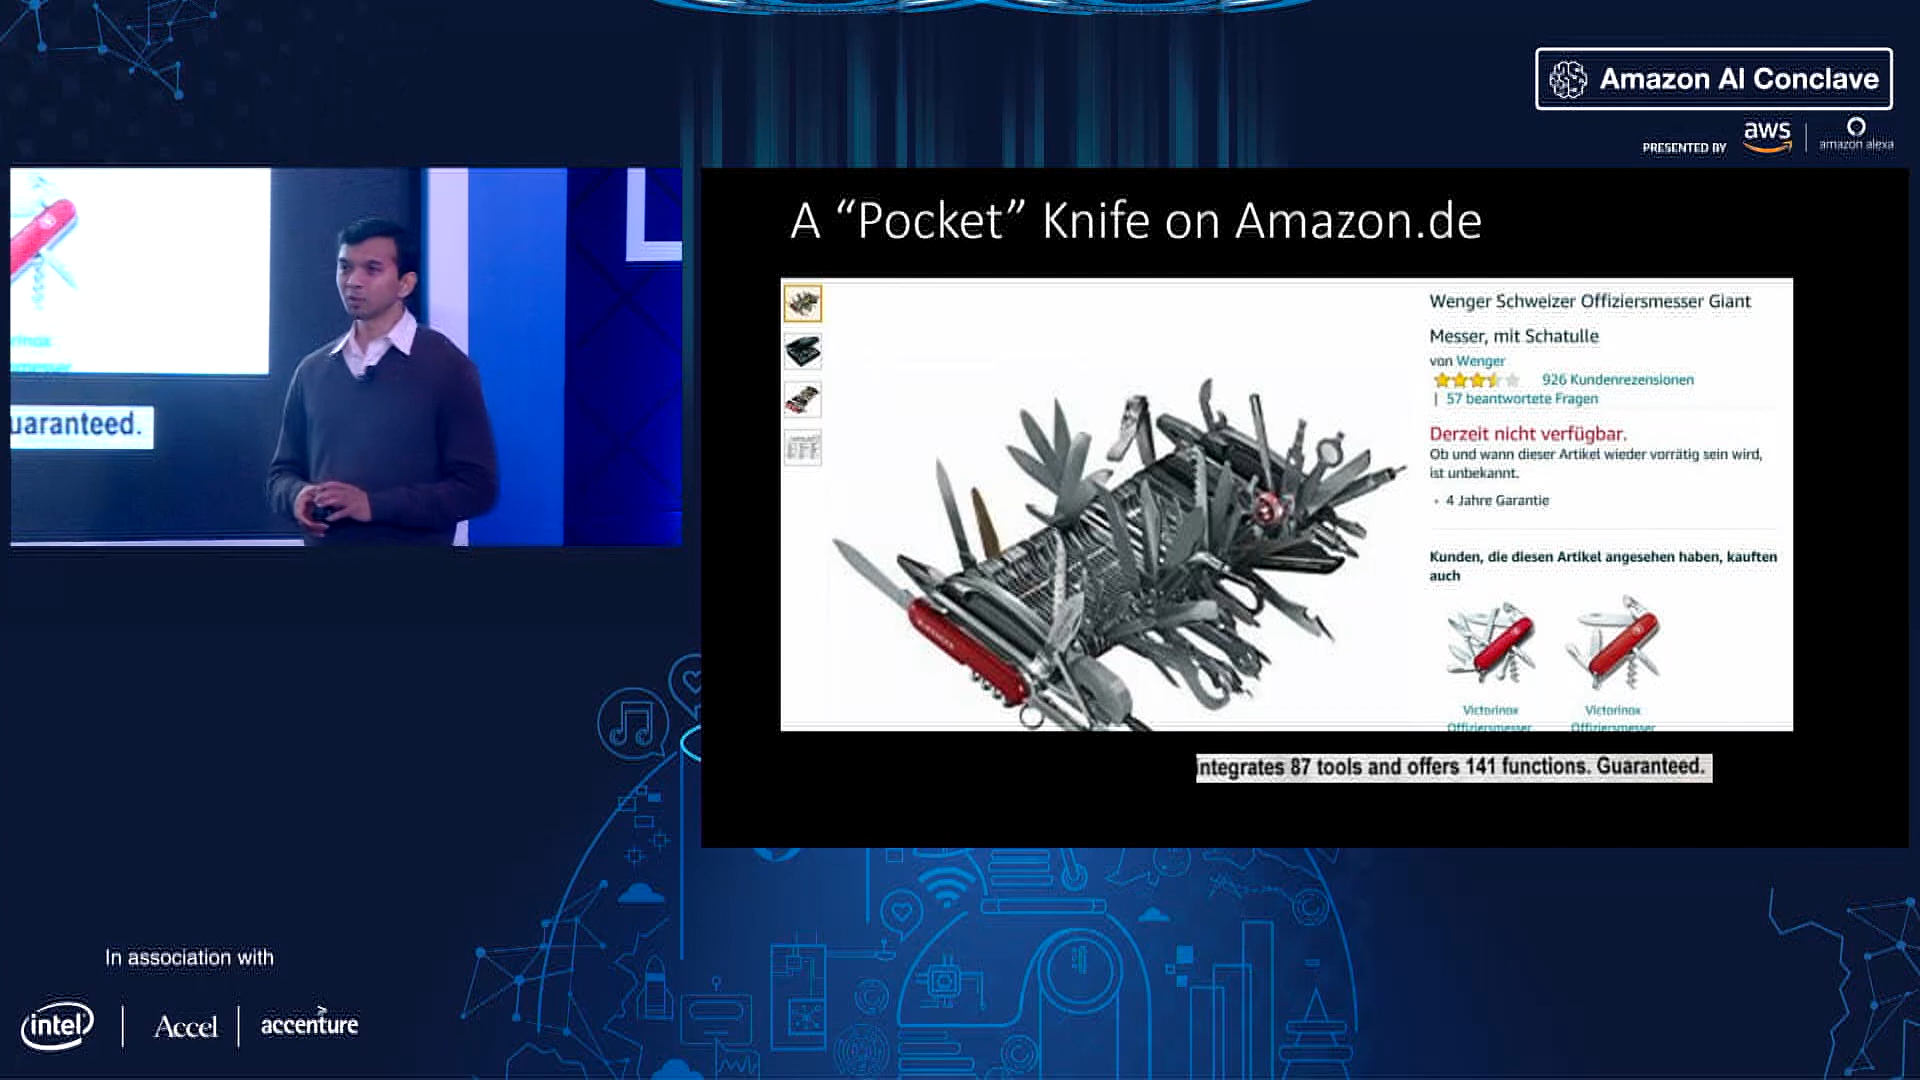 Amazon AI Conclave
PRESENTED BY
aws
amazon alexa
uaranteed.
A “Pocket” Knife on Amazon.de
Wenger Schweizer Offiziersmesser Giant
Messer, mit Schatulle
von Wenger
926 Kundenrezensionen
| 57 beantwortete Fragen
Derzeit nicht verfügbar.
Ob und wann dieser Artikel wieder vorrätig sein wird,
ist unbekannt.
• 4 Jahre Garantie
Kunden, die diesen Artikel angesehen haben, kauften
auch
Victorinox
Offiziersmesser
Victorinox
Offiziersmesser
integrates 87 tools and offers 141 functions. Guaranteed.
In association with
intel
Accel
accenture